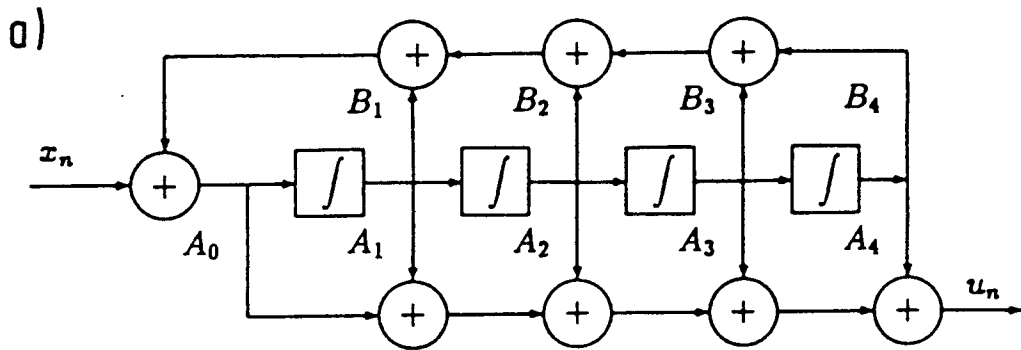 a)
+ + +
B₁ B₂ B₃ B₄
xₙ + ∫ ∫ ∫ ∫
A₀ A₁ A₂ A₃ A₄
+ + + + uₙ